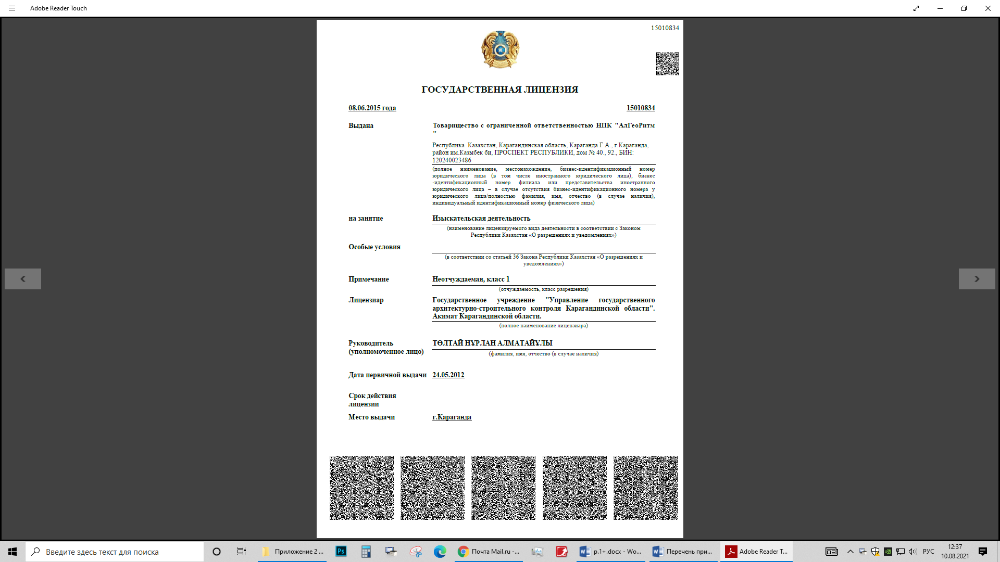 Adobe Reader Touch
15010834
ГОСУДАРСТВЕННАЯ ЛИЦЕНЗИЯ
08.06.2015 года
15010834
Выдана
Товарищество с ограниченной ответственностью НПК "АлГеоРитм
"
Республика Казахстан, Карагандинская область, Караганда Г.А., г.Караганда,
район им.Казыбек би, ПРОСПЕКТ РЕСПУБЛИКИ, дом № 40., 92., БИН:
120240023486
(полное наименование, местонахождение, бизнес-идентификационный номер
юридического лица (в том числе иностранного юридического лица), бизнес
-идентификационный номер филиала или представительства иностранного
юридического лица – в случае отсутствия бизнес-идентификационного номера у
юридического лица/полностью фамилия, имя, отчество (в случае наличия),
индивидуальный идентификационный номер физического лица)
на занятие
Изыскательская деятельность
(наименование лицензируемого вида деятельности в соответствии с Законом
Республики Казахстан «О разрешениях и уведомлениях»)
Особые условия
(в соответствии со статьей 36 Закона Республики Казахстан «О разрешениях и
уведомлениях»)
Примечание
Неотчуждаемая, класс 1
(отчуждаемость, класс разрешения)
Лицензиар
Государственное учреждение "Управление государственного
архитектурно-строительного контроля Карагандинской области".
Акимат Карагандинской области.
(полное наименование лицензиара)
Руководитель
(уполномоченное лицо)
ТӨЛТАЙ НҰРЛАН АЛМАТАЙҰЛЫ
(фамилия, имя, отчество (в случае наличия)
Дата первичной выдачи
24.05.2012
Срок действия
лицензии
Место выдачи
г.Караганда
Введите здесь текст для поиска
Приложение 2 ...
Ps
Почта Mail.ru -...
р.1+.docx - Wo...
Перечень при...
Adobe Reader T...
РУС
12:37
10.08.2021